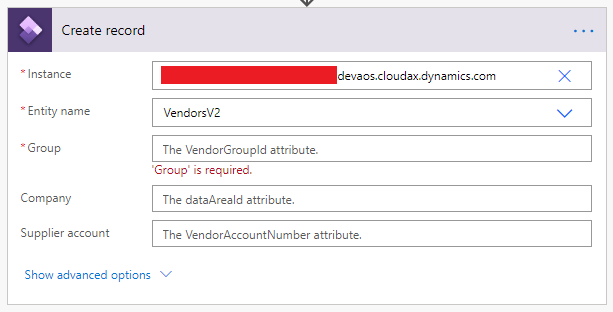 Create record
* Instance
devaos.cloudax.dynamics.com
* Entity name
VendorsV2
* Group
The VendorGroupId attribute.
'Group' is required.
Company
The dataAreaId attribute.
Supplier account
The VendorAccountNumber attribute.
Show advanced options